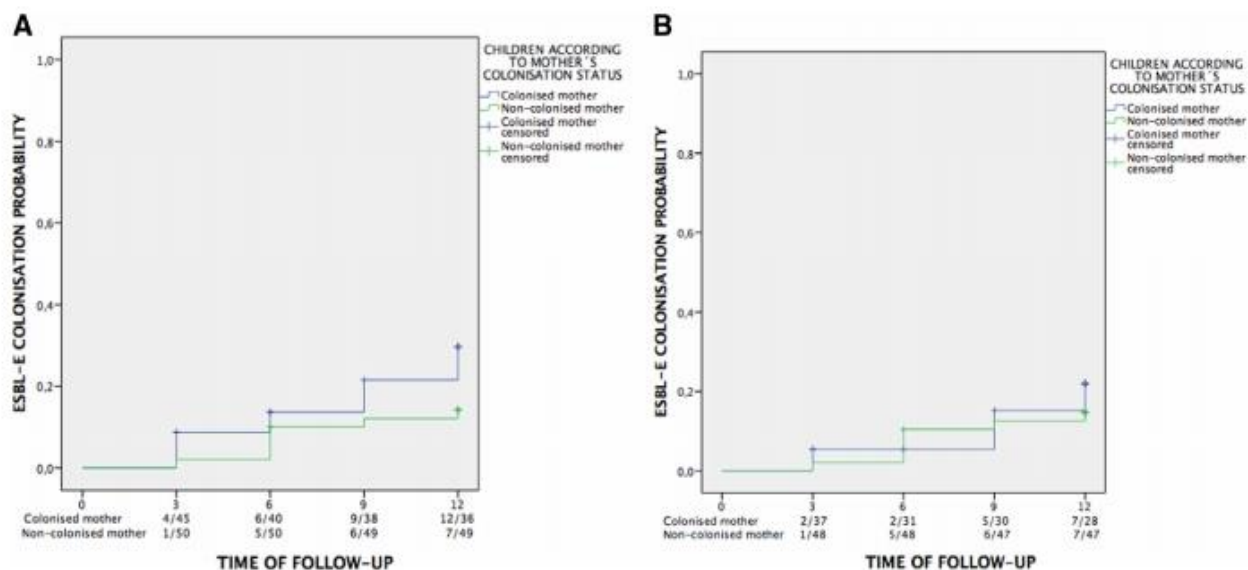 A
CHILDREN ACCORDING
TO MOTHER´S
COLONISATION STATUS
Colonised mother
Non-colonised mother
Colonised mother
censored
Non-colonised mother
censored
ESBL-E COLONISATION PROBABILITY
1,0
0,8
0,6
0,4
0,2
0,0
0 3 6 9 12
Colonised mother 4/45 6/40 9/38 12/36
Non-colonised mother 1/50 5/50 6/49 7/49
TIME OF FOLLOW-UP
B
CHILDREN ACCORDING
TO MOTHER´S
COLONISATION STATUS
Colonised mother
Non-colonised mother
Colonised mother
censored
Non-colonised mother
censored
ESBL-E COLONISATION PROBABILITY
1,0
0,8
0,6
0,4
0,2
0,0
0 3 6 9 12
Colonised mother 2/37 2/31 5/30 7/28
Non-colonised mother 1/48 5/48 6/47 7/47
TIME OF FOLLOW-UP